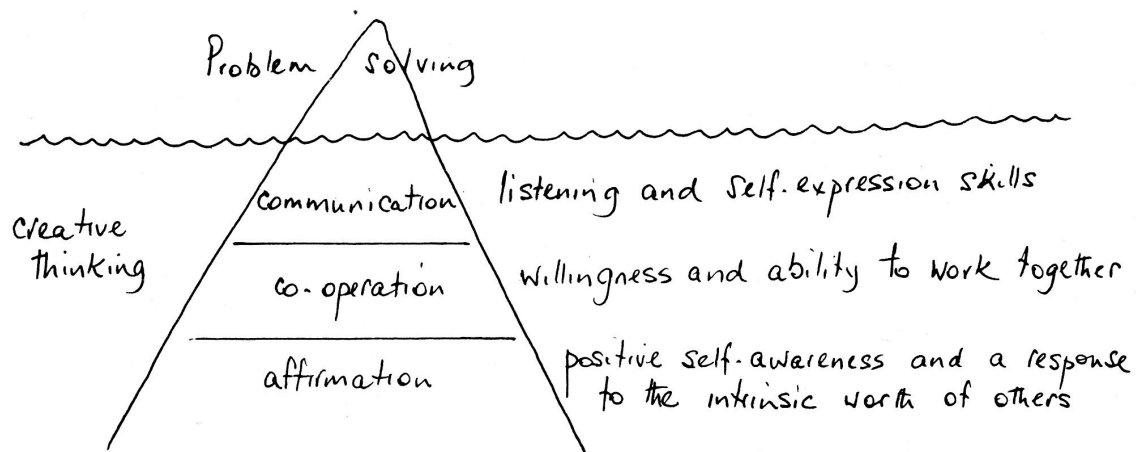 Problem solving
communication
listening and self-expression skills
creative
thinking
co-operation
willingness and ability to work together
affirmation
positive self-awareness and a response
to the intrinsic worth of others